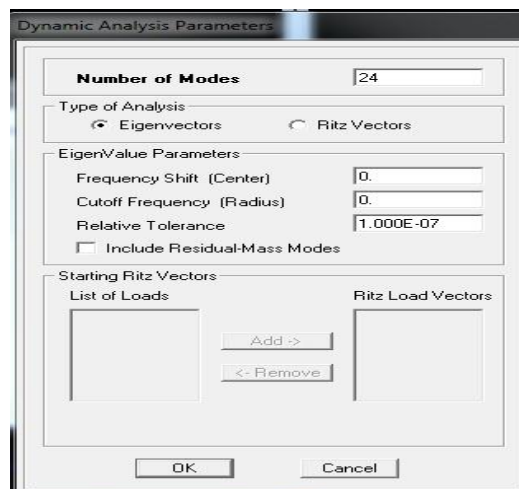 Dynamic Analysis Parameters
Number of Modes 24
Type of Analysis
Eigenvectors Ritz Vectors
EigenValue Parameters
Frequency Shift (Center) 0.
Cutoff Frequency (Radius) 0.
Relative Tolerance 1.000E-07
Include Residual-Mass Modes
Starting Ritz Vectors
List of Loads Ritz Load Vectors
Add ->
<- Remove
OK Cancel